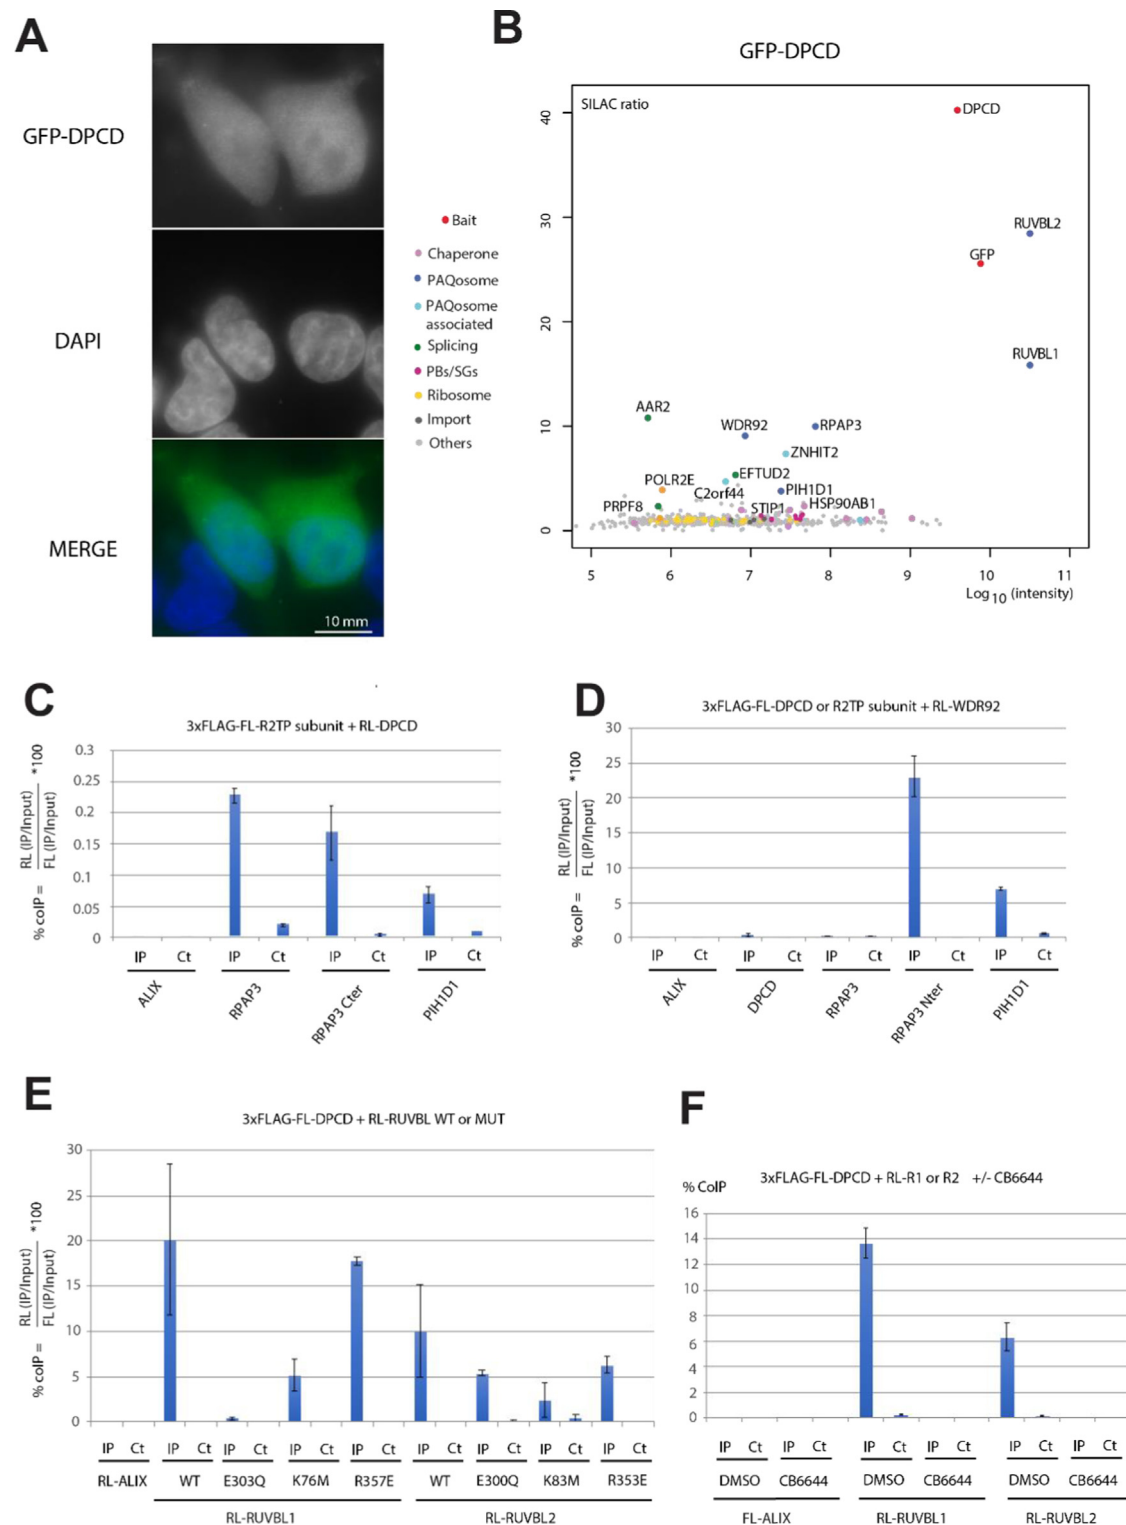 A
GFP-DPCD
DAPI
MERGE
10 mm
B
GFP-DPCD
SILAC ratio
Bait
Chaperone
PAQosome
PAQosome
associated
Splicing
PBs/SGs
Ribosome
Import
Others
40
30
20
10
0
DPCD
RUVBL2
GFP
RUVBL1
AAR2
WDR92
RPAP3
ZNHIT2
EFTUD2
POLR2E
C2orf44
PIH1D1
PRPF8
STIP1
HSP90AB1
5 6 7 8 9 10 11
Log10 (intensity)
C
3xFLAG-FL-R2TP subunit + RL-DPCD
% coIP = RL (IP/Input) *100
FL (IP/Input)
0.3
0.25
0.2
0.15
0.1
0.05
0
IP Ct IP Ct IP Ct IP Ct
ALIX RPAP3 RPAP3 Cter PIH1D1
D
3xFLAG-FL-DPCD or R2TP subunit + RL-WDR92
% coIP = RL (IP/Input) *100
FL (IP/Input)
30
25
20
15
10
5
0
IP Ct IP Ct IP Ct IP Ct IP Ct
ALIX DPCD RPAP3 RPAP3 Nter PIH1D1
E
3xFLAG-FL-DPCD + RL-RUVBL WT or MUT
% coIP = RL (IP/Input) *100
FL (IP/Input)
30
25
20
15
10
5
0
IP Ct IP Ct IP Ct IP Ct IP Ct IP Ct IP Ct IP Ct IP Ct
RL-ALIX WT E303Q K76M R357E WT E300Q K83M R353E
RL-RUVBL1 RL-RUVBL2
F
3xFLAG-FL-DPCD + RL-R1 or R2 +/- CB6644
% CoIP
16
14
12
10
8
6
4
2
0
IP Ct IP Ct IP Ct IP Ct IP Ct IP Ct
DMSO CB6644 DMSO CB6644 DMSO CB6644
FL-ALIX RL-RUVBL1 RL-RUVBL2